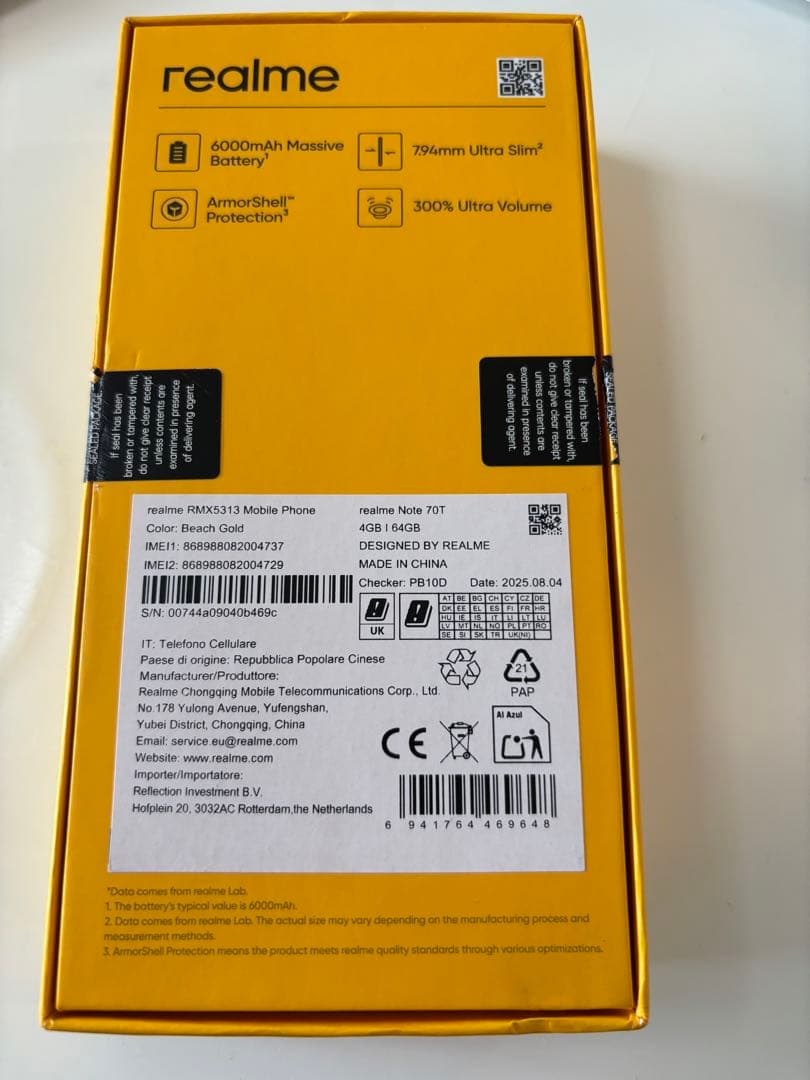 realme
6000mAh Massive
Battery¹
7.94mm Ultra Slim²
ArmorShell™
Protection³
300% Ultra Volume
SEALED PACKAGE
If seal has been
broken or tampered with,
do not give clear receipt
unless contents are
examined in presence
of delivering agent.
If seal has been
broken or tampered with,
do not give clear receipt
unless contents are
examined in presence
of delivering agent.
SEALED PACKAGE
realme RMX5313 Mobile Phone
realme Note 70T
Color: Beach Gold
4GB | 64GB
IMEI1: 868988082004737
DESIGNED BY REALME
IMEI2: 868988082004729
MADE IN CHINA
Checker: PB10D Date: 2025.08.04
S/N: 00744a09040b469c
UK
AT BE BG CH CY CZ DE
DK EE EL ES FI FR HR
HU IE IS IT LI LT LU
LV MT NL NO PL PT RO
SE SI SK TR UK(NI)
IT: Telefono Cellulare
Paese di origine: Repubblica Popolare Cinese
Manufacturer/Produttore:
Realme Chongqing Mobile Telecommunications Corp., Ltd.
No.178 Yulong Avenue, Yufengshan,
Yubei District, Chongqing, China
Email: service.eu@realme.com
Website: www.realme.com
Importer/Importatore:
Reflection Investment B.V.
Hofplein 20, 3032AC Rotterdam,the Netherlands
21
PAP
CE
Al Azul
6 941764 469648
*Data comes from realme Lab.
1. The battery's typical value is 6000mAh.
2. Data comes from realme Lab. The actual size may vary depending on the manufacturing process and
measurement methods.
3. ArmorShell Protection means the product meets realme quality standards through various optimizations.